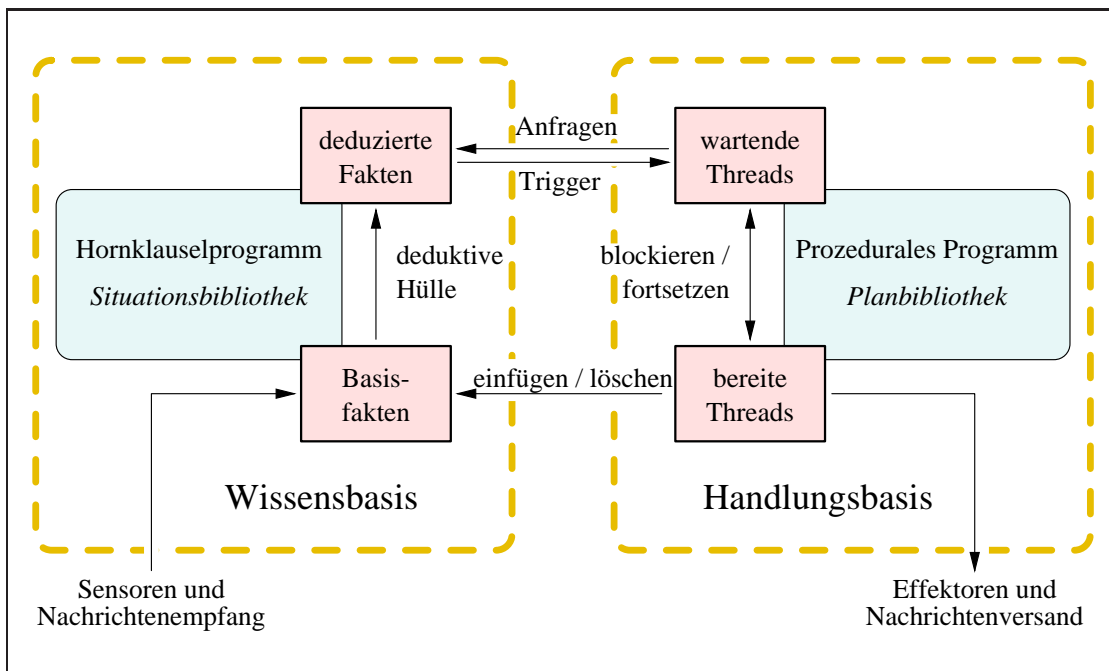 deduzierte
Fakten
Anfragen
Trigger
wartende
Threads
Hornklauselprogramm
Situationsbibliothek
deduktive
Hülle
blockieren /
fortsetzen
Prozedurales Programm
Planbibliothek
Basis-
fakten
einfügen / löschen
bereite
Threads
Wissensbasis
Handlungsbasis
Sensoren und
Nachrichtenempfang
Effektoren und
Nachrichtenversand